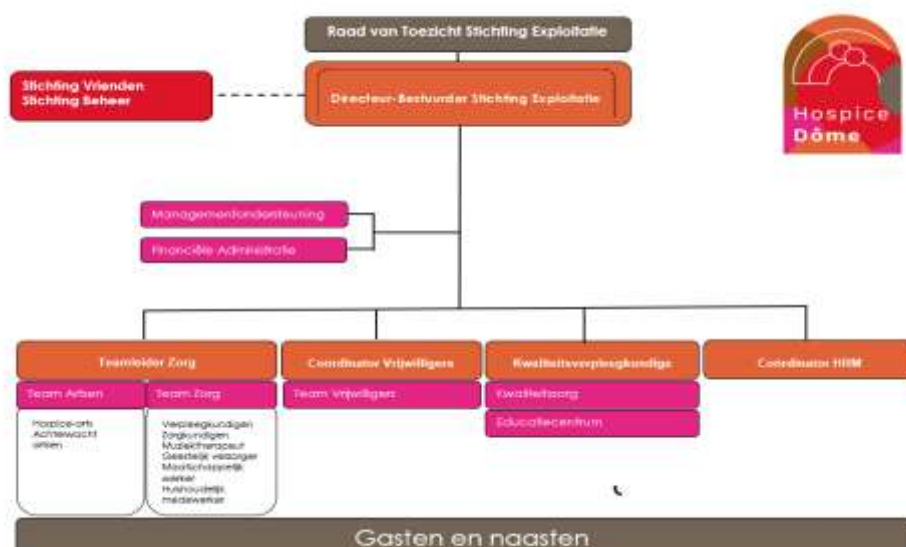 Raad van Toezicht Stichting Exploitatie
Stichting Vrienden
Stichting Beheer
Directeur-Bestuurder Stichting Exploitatie
Hospice
Dôme
Managementondersteuning
Financiële Administratie
Teamleider Zorg
Coordinator Vrijwilligers
Kwaliteitsverpleegkundige
Coordinator HRM
Team Artsen
Team Zorg
Team Vrijwilligers
Kwaliteitszorg
Educatiecentrum
Hospice-arts
Achterwacht
artsen
Verpleegkundigen
Zorgkundigen
Muziektherapeut
Geestelijk verzorger
Maatschappelijk
werker
Huishoudelijk
medewerker
Gasten en naasten